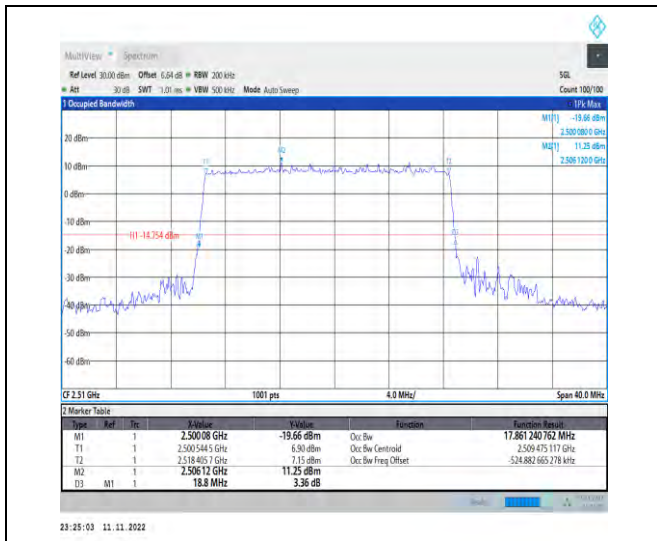 MultiView Spectrum
Ref Level 30.00 dBm Offset 6.64 dB RBW 200 kHz SGL
Att 30 dB SWT 1.01 ms VBW 500 kHz Mode Auto Sweep Count 100/100
1 Occupied Bandwidth 1Pk Max
M1[1] -19.66 dBm
2.500 080 0 GHz
M2[1] 11.25 dBm
2.506 120 0 GHz
20 dBm
M2
T1 T2
10 dBm
0 dBm
-10 dBm
H1 -14.754 dBm
M1 D3
-20 dBm
-30 dBm
-40 dBm
-50 dBm
-60 dBm
CF 2.51 GHz 1001 pts 4.0 MHz/ Span 40.0 MHz
2 Marker Table
Type Ref Trc X-Value Y-Value Function Function Result
M1 1 2.500 08 GHz -19.66 dBm Occ Bw 17.861 240 762 MHz
T1 1 2.500 544 5 GHz 6.90 dBm Occ Bw Centroid 2.509 475 117 GHz
T2 1 2.518 405 7 GHz 7.15 dBm Occ Bw Freq Offset -524.882 665 278 kHz
M2 1 2.506 12 GHz 11.25 dBm
D3 M1 1 18.8 MHz 3.36 dB
23:25:03 11.11.2022